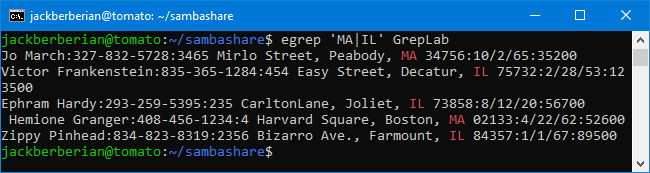 jackberberian@tomato: ~/sambashare
jackberberian@tomato:~/sambashare$ egrep 'MA|IL' GrepLab
Jo March:327-832-5728:3465 Mirlo Street, Peabody, MA 34756:10/2/65:35200
Victor Frankenstein:835-365-1284:454 Easy Street, Decatur, IL 75732:2/28/53:12
3500
Ephram Hardy:293-259-5395:235 CarltonLane, Joliet, IL 73858:8/12/20:56700
 Hemione Granger:408-456-1234:4 Harvard Square, Boston, MA 02133:4/22/62:52600
Zippy Pinhead:834-823-8319:2356 Bizarro Ave., Farmount, IL 84357:1/1/67:89500
jackberberian@tomato:~/sambashare$